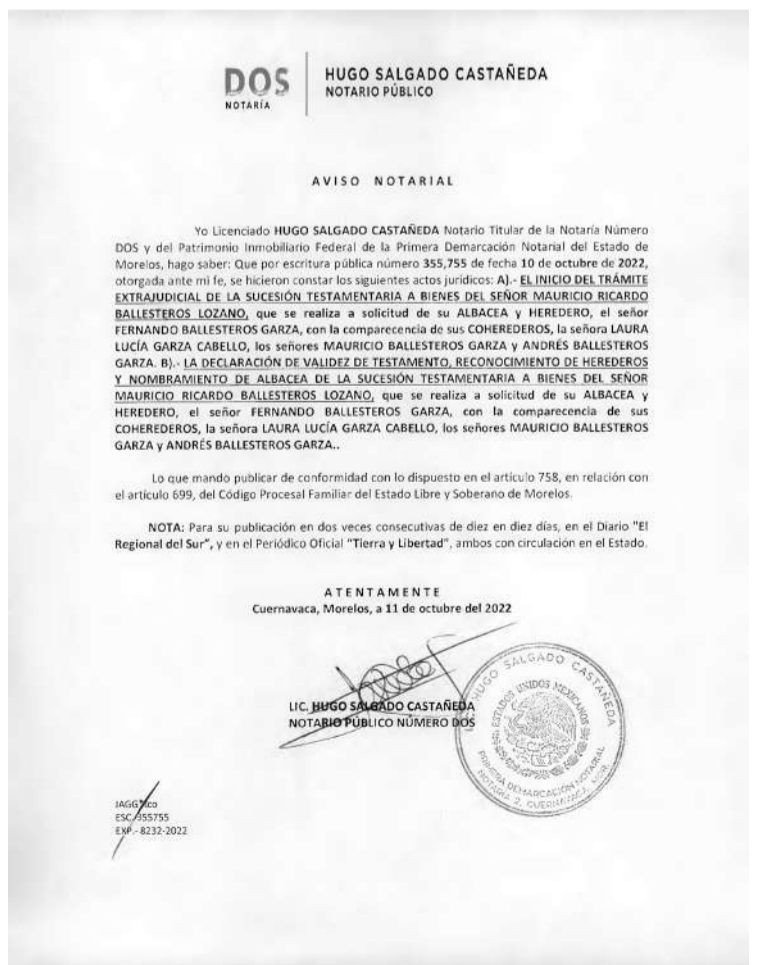 DOS
NOTARÍA
HUGO SALGADO CASTAÑEDA
NOTARIO PÚBLICO
AVISO NOTARIAL
Yo Licenciado HUGO SALGADO CASTAÑEDA Notario Titular de la Notaría Número
DOS y del Patrimonio Inmobiliario Federal de la Primera Demarcación Notarial del Estado de
Morelos, hago saber: Que por escritura pública número 355,755 de fecha 10 de octubre de 2022,
otorgada ante mi fe, se hicieron constar los siguientes actos jurídicos: A).- EL INICIO DEL TRÁMITE
EXTRAJUDICIAL DE LA SUCESIÓN TESTAMENTARIA A BIENES DEL SEÑOR MAURICIO RICARDO
BALLESTEROS LOZANO, que se realiza a solicitud de su ALBACEA y HEREDERO, el señor
FERNANDO BALLESTEROS GARZA, con la comparecencia de sus COHEREDEROS, la señora LAURA
LUCÍA GARZA CABELLO, los señores MAURICIO BALLESTEROS GARZA y ANDRÉS BALLESTEROS
GARZA. B).- LA DECLARACIÓN DE VALIDEZ DE TESTAMENTO, RECONOCIMIENTO DE HEREDEROS
Y NOMBRAMIENTO DE ALBACEA DE LA SUCESIÓN TESTAMENTARIA A BIENES DEL SEÑOR
MAURICIO RICARDO BALLESTEROS LOZANO, que se realiza a solicitud de su ALBACEA y
HEREDERO, el señor FERNANDO BALLESTEROS GARZA, con la comparecencia de sus
COHEREDEROS, la señora LAURA LUCÍA GARZA CABELLO, los señores MAURICIO BALLESTEROS
GARZA y ANDRÉS BALLESTEROS GARZA..
Lo que mando publicar de conformidad con lo dispuesto en el artículo 758, en relación con
el artículo 699, del Código Procesal Familiar del Estado Libre y Soberano de Morelos.
NOTA: Para su publicación en dos veces consecutivas de diez en diez días, en el Diario "El
Regional del Sur", y en el Periódico Oficial "Tierra y Libertad", ambos con circulación en el Estado.
ATENTAMENTE
Cuernavaca, Morelos, a 11 de octubre del 2022
LIC. HUGO SALGADO CASTAÑEDA
NOTARIO PÚBLICO NÚMERO DOS
LIC. HUGO SALGADO CASTAÑEDA
ESTADOS UNIDOS MEXICANOS
PRIMERA DEMARCACIÓN NOTARIAL
NOTARIA 2, CUERNAVACA, MOR.
ESC/355755
EXP.- 8232-2022